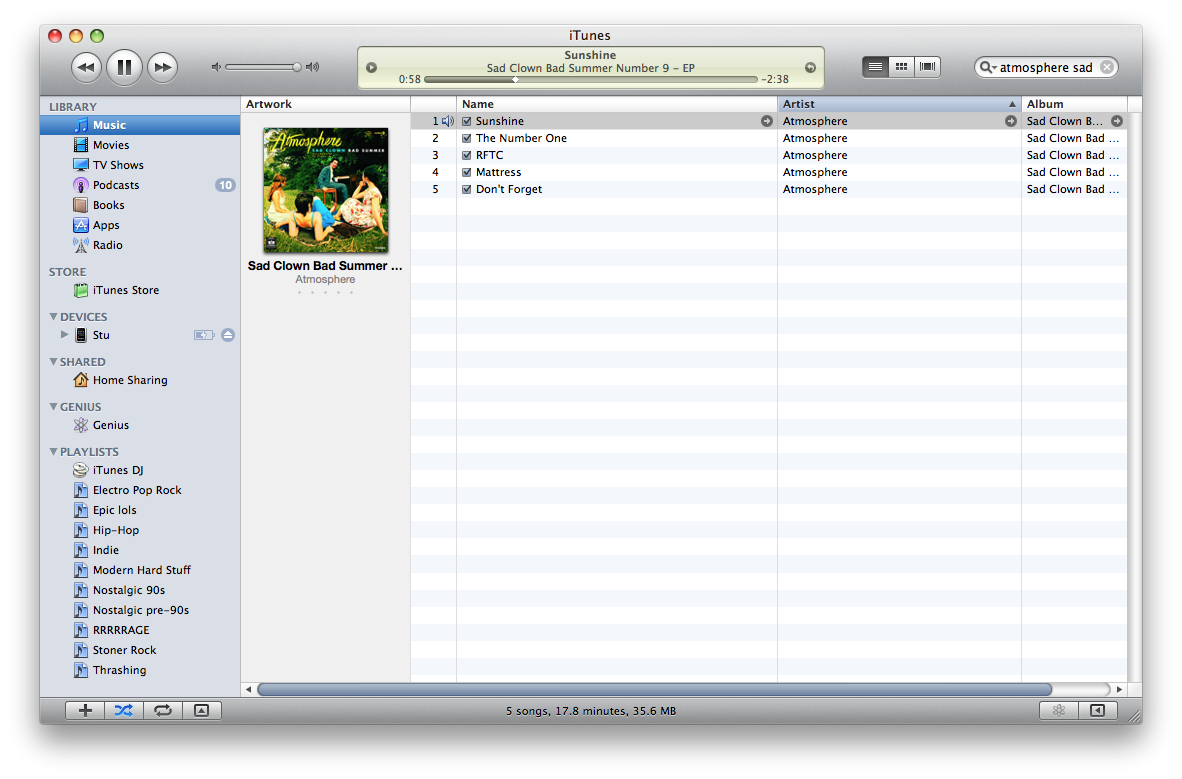 iTunes
Sunshine
Sad Clown Bad Summer Number 9 – EP
0:58
−2:38
atmosphere sad
LIBRARY
Music
Movies
TV Shows
Podcasts 10
Books
Apps
Radio
STORE
iTunes Store
DEVICES
Stu
SHARED
Home Sharing
GENIUS
Genius
PLAYLISTS
iTunes DJ
Electro Pop Rock
Epic lols
Hip-Hop
Indie
Modern Hard Stuff
Nostalgic 90s
Nostalgic pre-90s
RRRRRAGE
Stoner Rock
Thrashing
Artwork
Atmosphere
SAD CLOWN BAD SUMMER
Sad Clown Bad Summer ...
Atmosphere
Name Artist Album
1 Sunshine Atmosphere Sad Clown B...
2 The Number One Atmosphere Sad Clown Bad ...
3 RFTC Atmosphere Sad Clown Bad ...
4 Mattress Atmosphere Sad Clown Bad ...
5 Don't Forget Atmosphere Sad Clown Bad ...
5 songs, 17.8 minutes, 35.6 MB